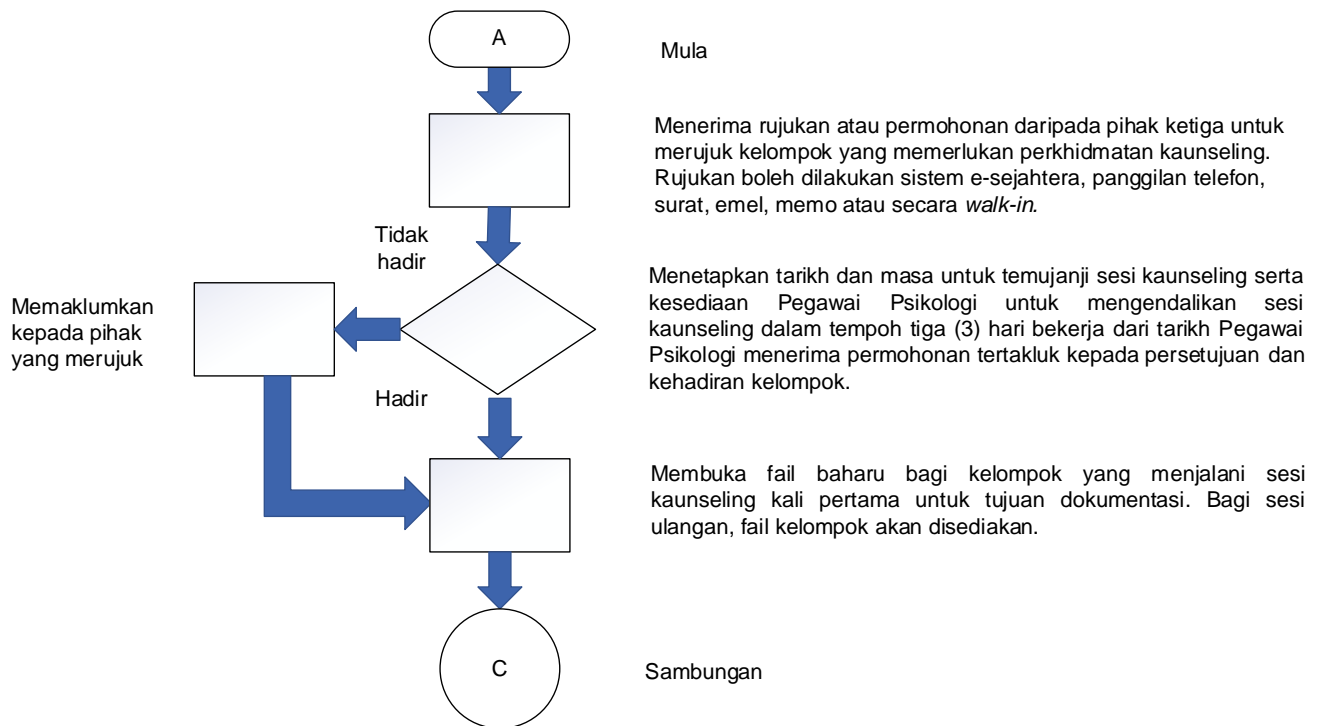 A
Mula
Menerima rujukan atau permohonan daripada pihak ketiga untuk
merujuk kelompok yang memerlukan perkhidmatan kaunseling.
Rujukan boleh dilakukan sistem e-sejahtera, panggilan telefon,
surat, emel, memo atau secara walk-in.
Tidak
hadir
Menetapkan tarikh dan masa untuk temujanji sesi kaunseling serta
kesediaan Pegawai Psikologi untuk mengendalikan sesi
kaunseling dalam tempoh tiga (3) hari bekerja dari tarikh Pegawai
Psikologi menerima permohonan tertakluk kepada persetujuan dan
kehadiran kelompok.
Memaklumkan
kepada pihak
yang merujuk
Hadir
Membuka fail baharu bagi kelompok yang menjalani sesi
kaunseling kali pertama untuk tujuan dokumentasi. Bagi sesi
ulangan, fail kelompok akan disediakan.
C
Sambungan